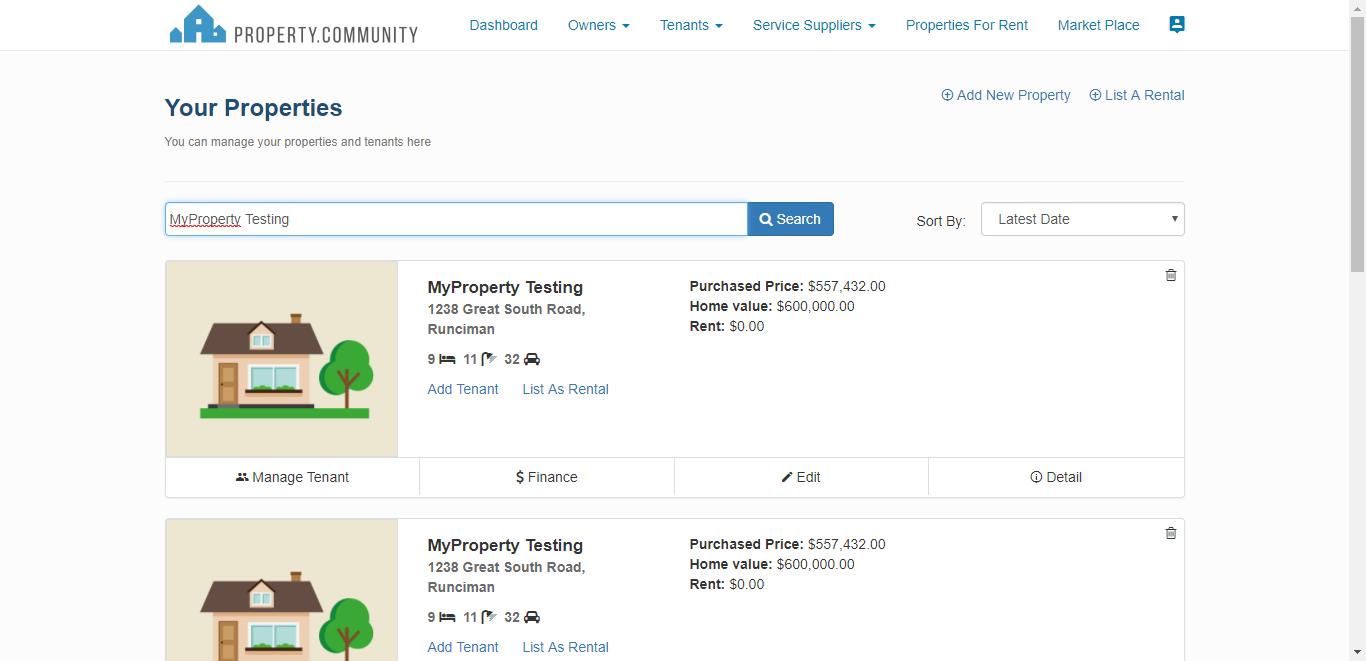 PROPERTY.COMMUNITY Dashboard Owners Tenants Service Suppliers Properties For Rent Market Place
Your Properties
Add New Property List A Rental
You can manage your properties and tenants here
MyProperty Testing Search Sort By: Latest Date
MyProperty Testing
1238 Great South Road,
Runciman
9 11 32
Add Tenant List As Rental
Purchased Price: $557,432.00
Home value: $600,000.00
Rent: $0.00
Manage Tenant $ Finance Edit Detail
MyProperty Testing
1238 Great South Road,
Runciman
9 11 32
Add Tenant List As Rental
Purchased Price: $557,432.00
Home value: $600,000.00
Rent: $0.00